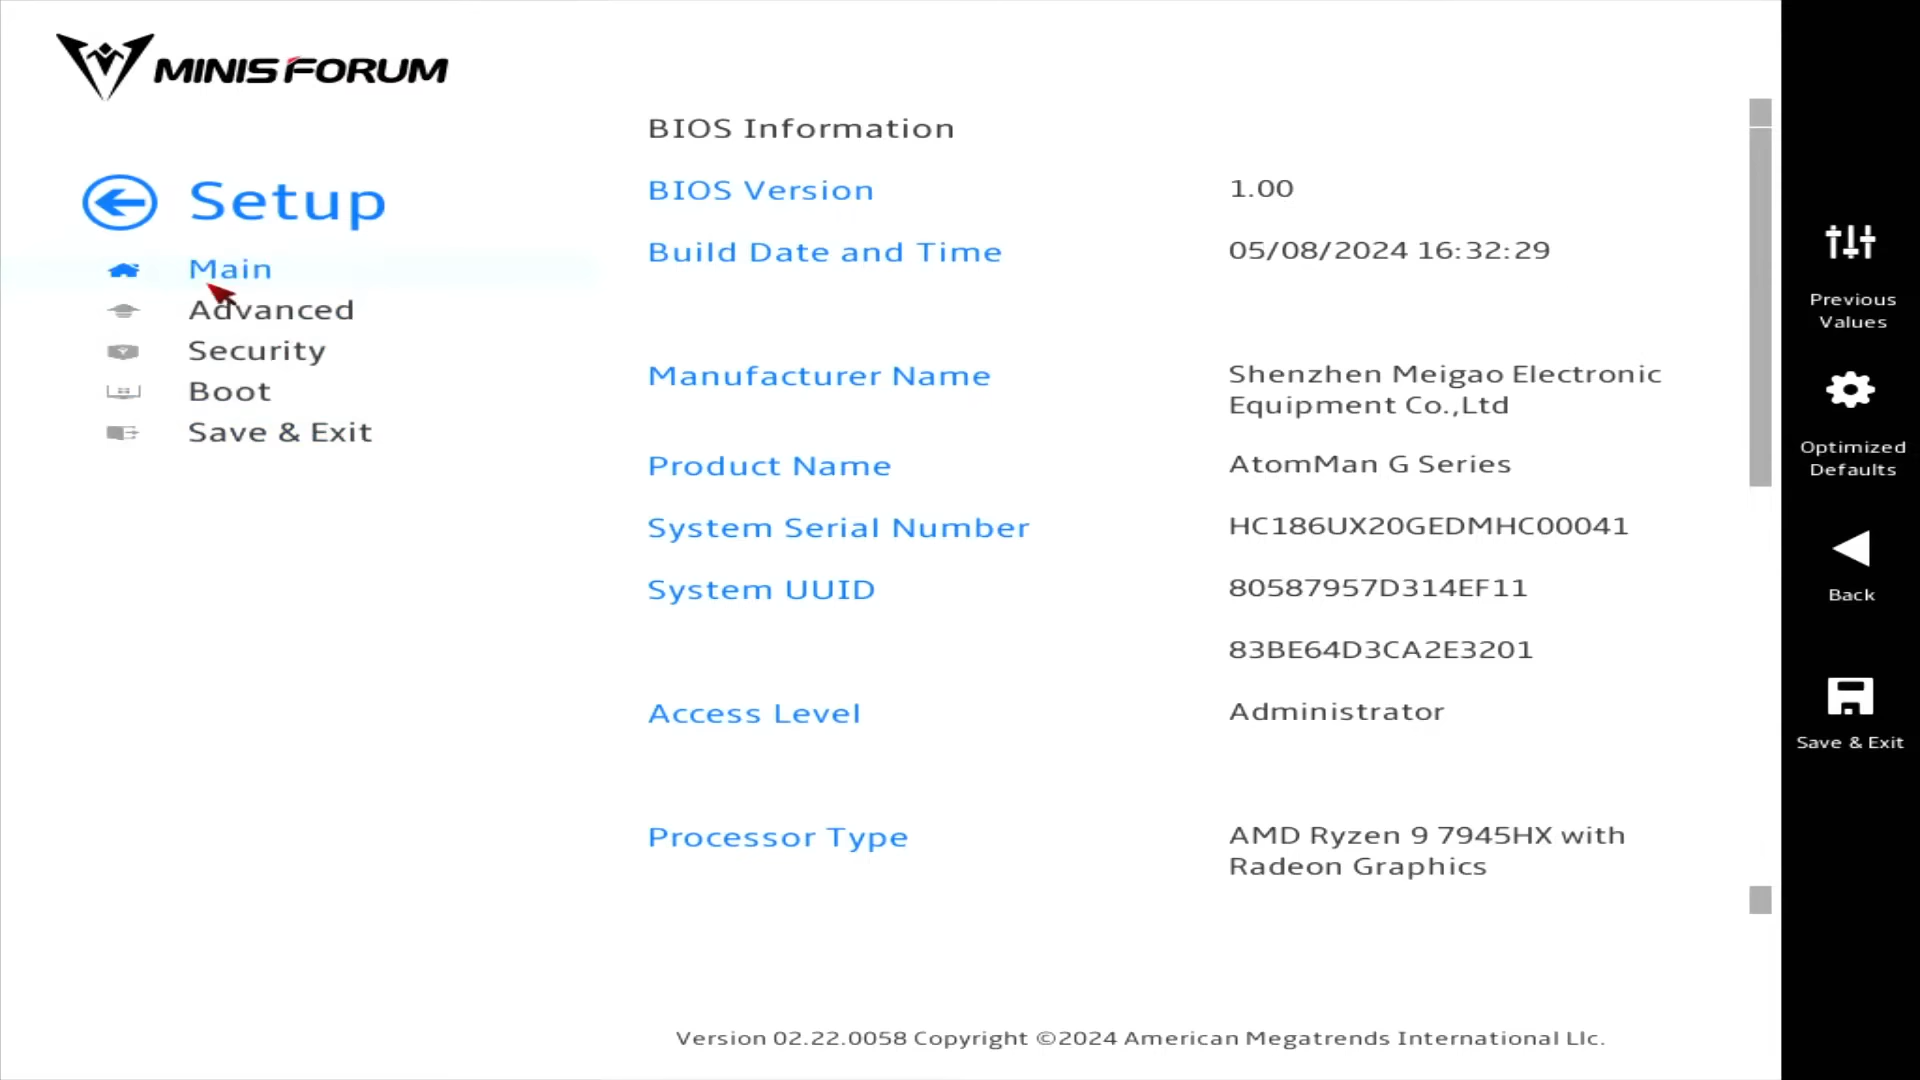 MINISFORUM
Setup
Main
Advanced
Security
Boot
Save & Exit
BIOS Information
BIOS Version 1.00
Build Date and Time 05/08/2024 16:32:29
Manufacturer Name Shenzhen Meigao Electronic
Equipment Co.,Ltd
Product Name AtomMan G Series
System Serial Number HC186UX20GEDMHC00041
System UUID 80587957D314EF11
83BE64D3CA2E3201
Access Level Administrator
Processor Type AMD Ryzen 9 7945HX with
Radeon Graphics
Version 02.22.0058 Copyright ©2024 American Megatrends International Llc.
Previous
Values
Optimized
Defaults
Back
Save & Exit